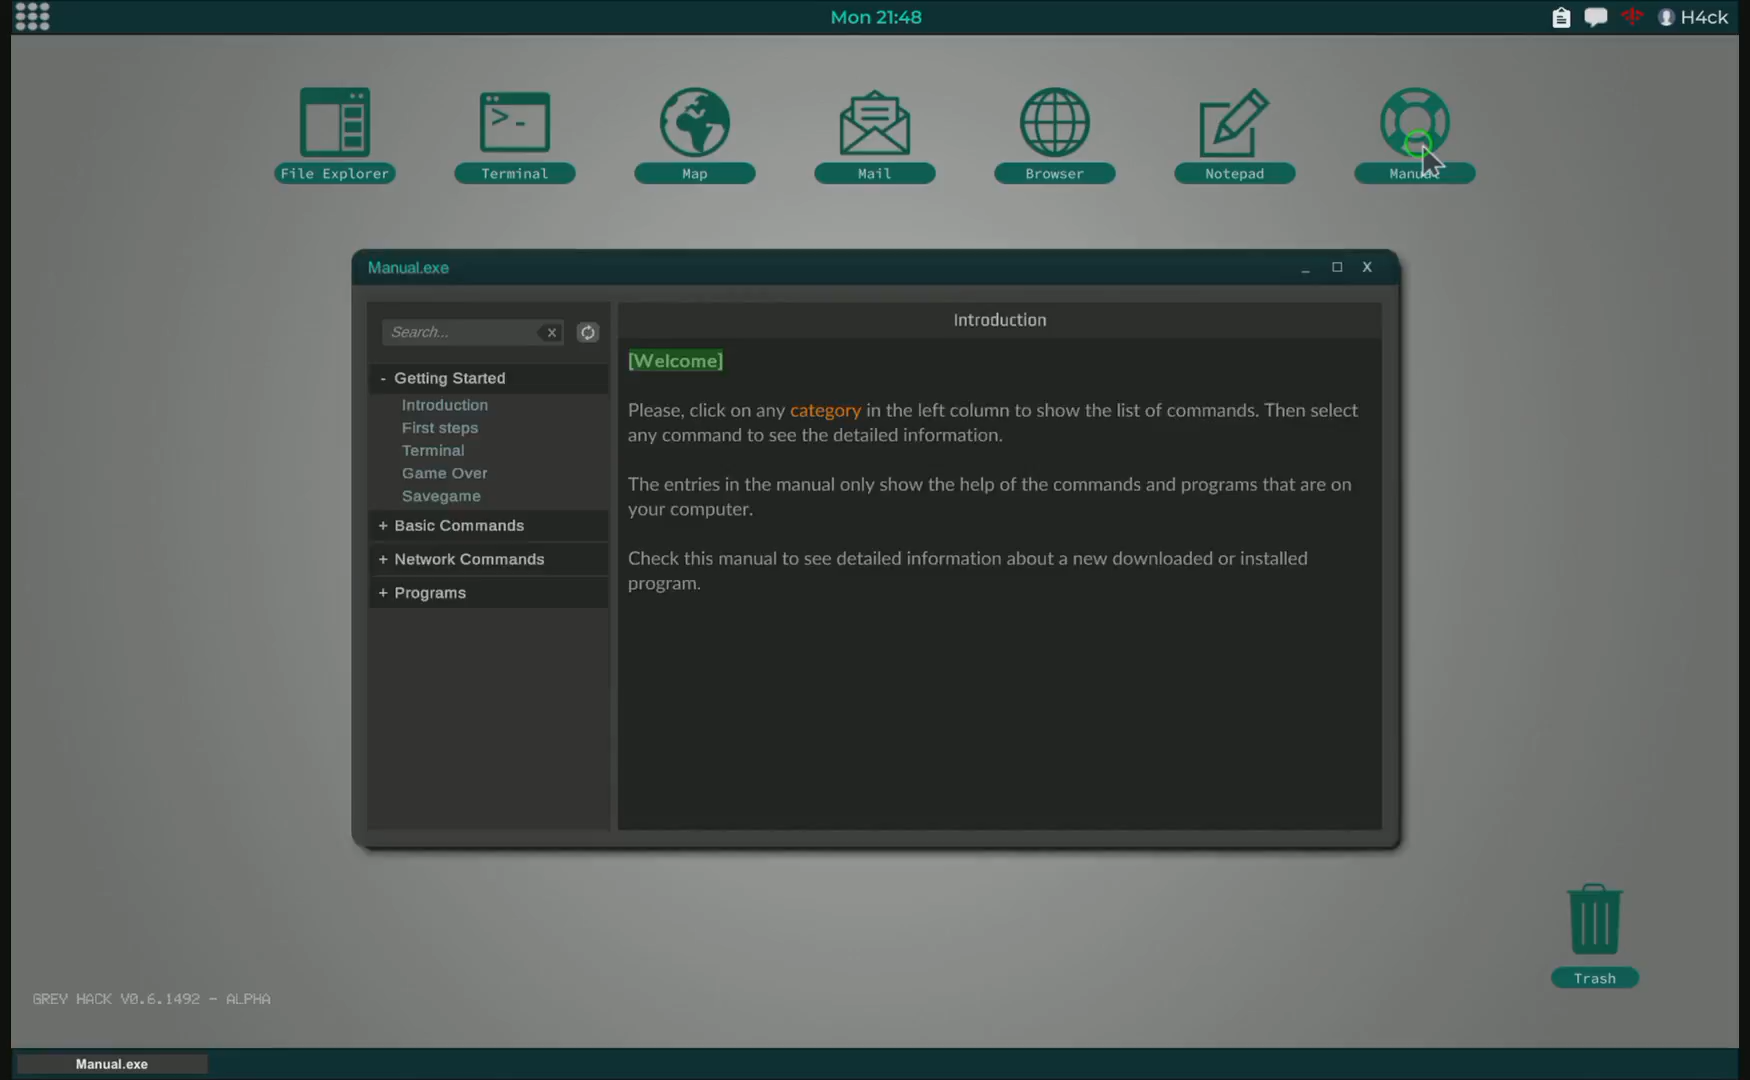 Mon 21:48
H4ck
File Explorer
Terminal
Map
Mail
Browser
Notepad
Manual
Manual.exe
_ □ X
Search...
x
Introduction
[Welcome]
Please, click on any category in the left column to show the list of commands. Then select
any command to see the detailed information.
The entries in the manual only show the help of the commands and programs that are on
your computer.
Check this manual to see detailed information about a new downloaded or installed
program.
- Getting Started
Introduction
First steps
Terminal
Game Over
Savegame
+ Basic Commands
+ Network Commands
+ Programs
Trash
GREY HACK V0.6.1492 - ALPHA
Manual.exe